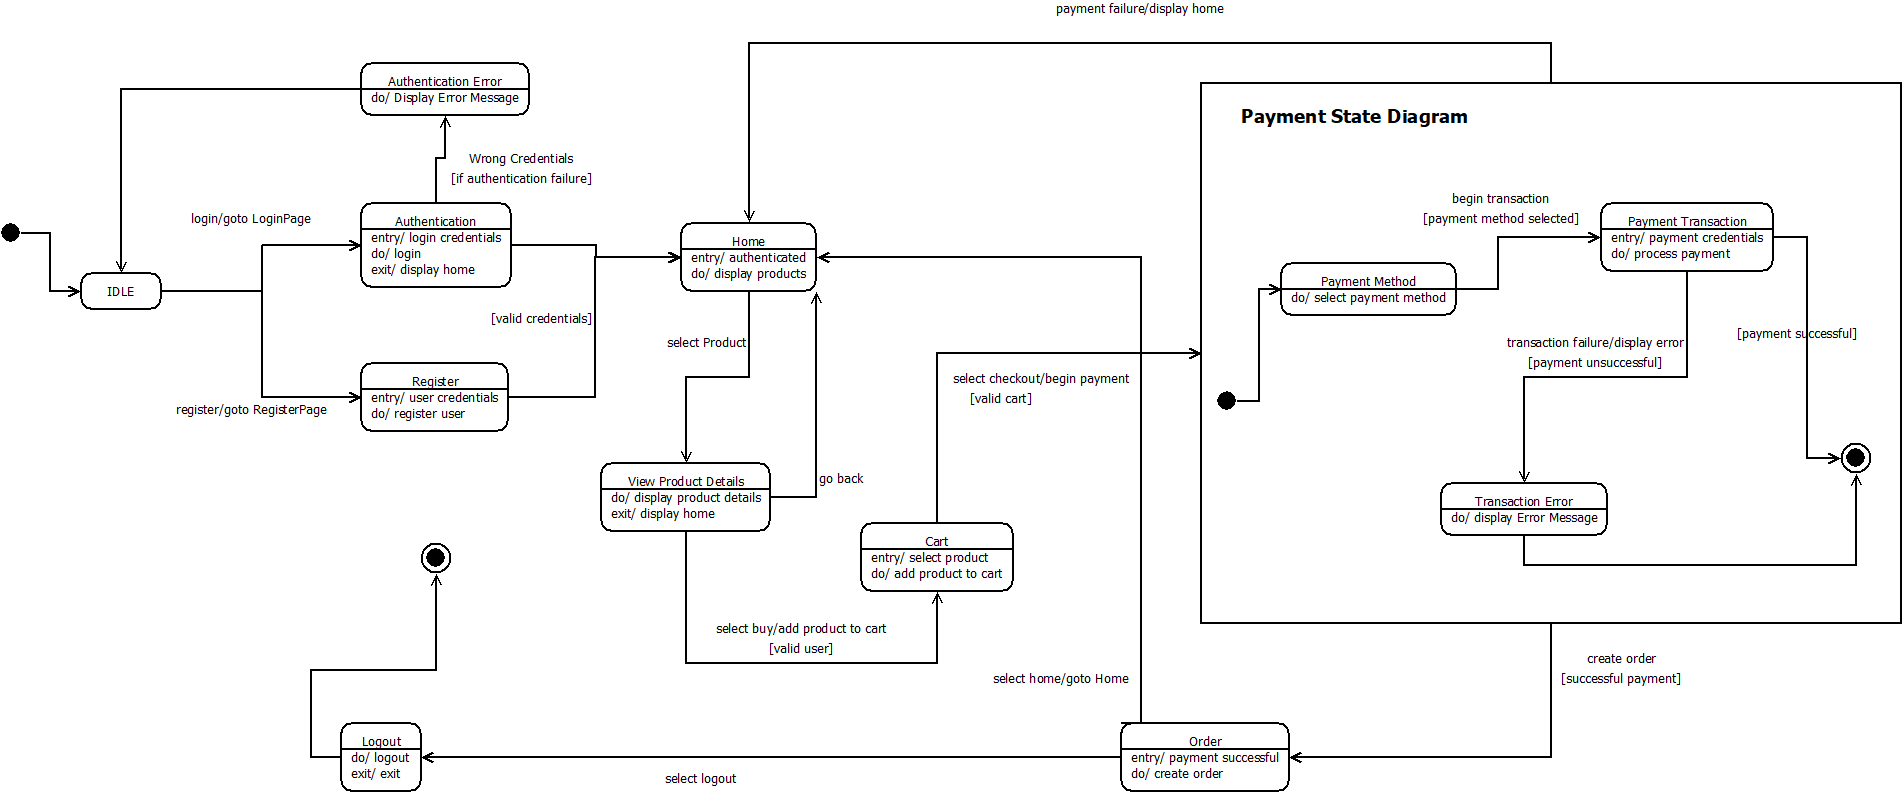 payment failure/display home
Authentication Error
do/ Display Error Message
Payment State Diagram
Wrong Credentials
[if authentication failure]
login/goto LoginPage
Authentication
entry/ login credentials
do/ login
exit/ display home
Home
entry/ authenticated
do/ display products
begin transaction
[payment method selected]
Payment Transaction
entry/ payment credentials
do/ process payment
IDLE
Payment Method
do/ select payment method
[valid credentials]
select Product
transaction failure/display error
[payment unsuccessful]
[payment successful]
Register
entry/ user credentials
do/ register user
register/goto RegisterPage
select checkout/begin payment
[valid cart]
View Product Details
do/ display product details
exit/ display home
go back
Transaction Error
do/ display Error Message
Cart
entry/ select product
do/ add product to cart
select buy/add product to cart
[valid user]
select home/goto Home
create order
[successful payment]
Logout
do/ logout
exit/ exit
select logout
Order
entry/ payment successful
do/ create order